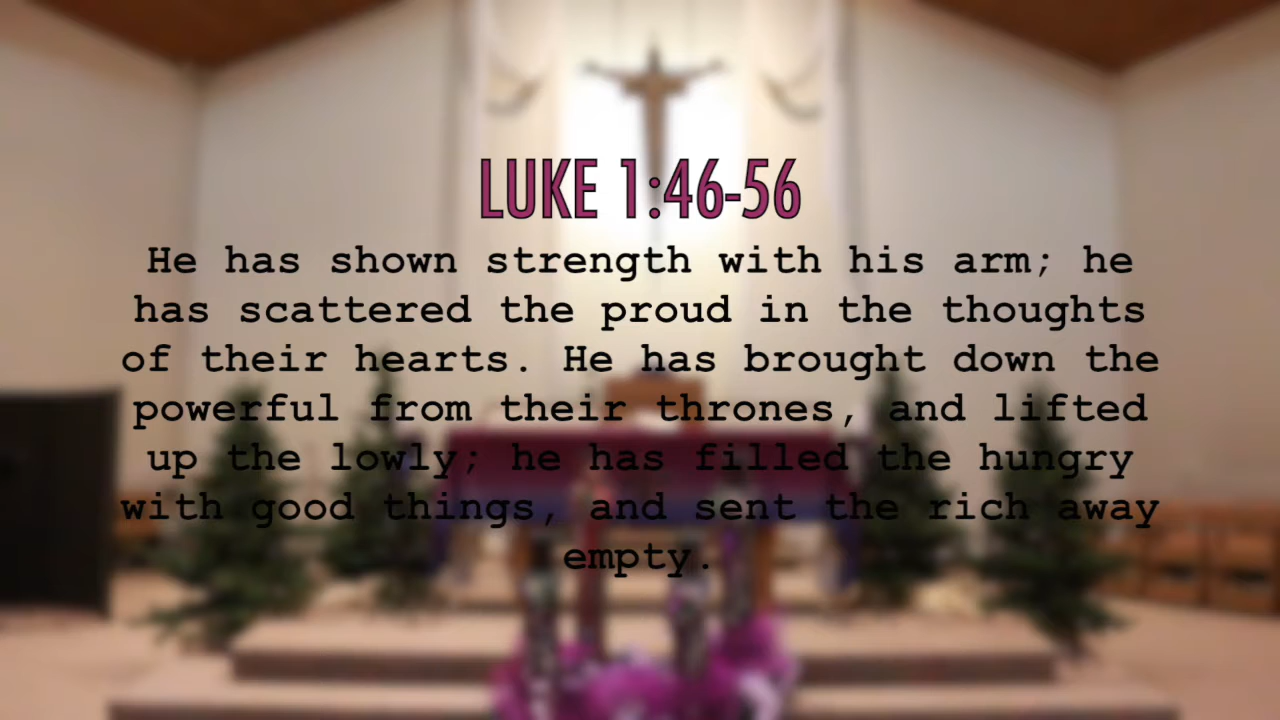 LUKE 1:46-56
He has shown strength with his arm; he
has scattered the proud in the thoughts
of their hearts. He has brought down the
powerful from their thrones, and lifted
up the lowly; he has filled the hungry
with good things, and sent the rich away
empty.